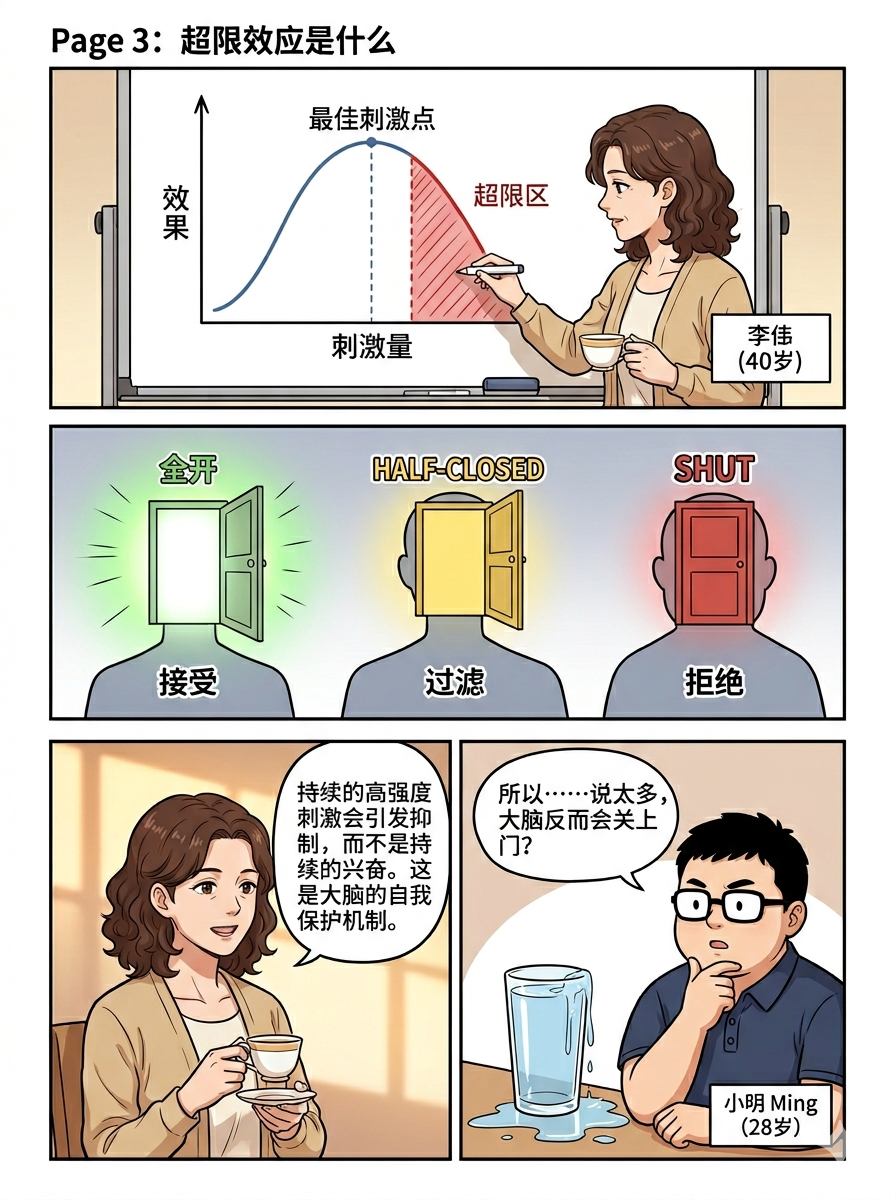 Page 3：超限效应是什么
最佳刺激点
效果
超限区
刺激量
李佳
(40岁)
全开
HALF-CLOSED
SHUT
接受
过滤
拒绝
持续的高强度
刺激会引发抑
制，而不是持
续的兴奋。这
是大脑的自我
保护机制。
所以……说太多，
大脑反而会关上
门？
小明 Ming
(28岁)